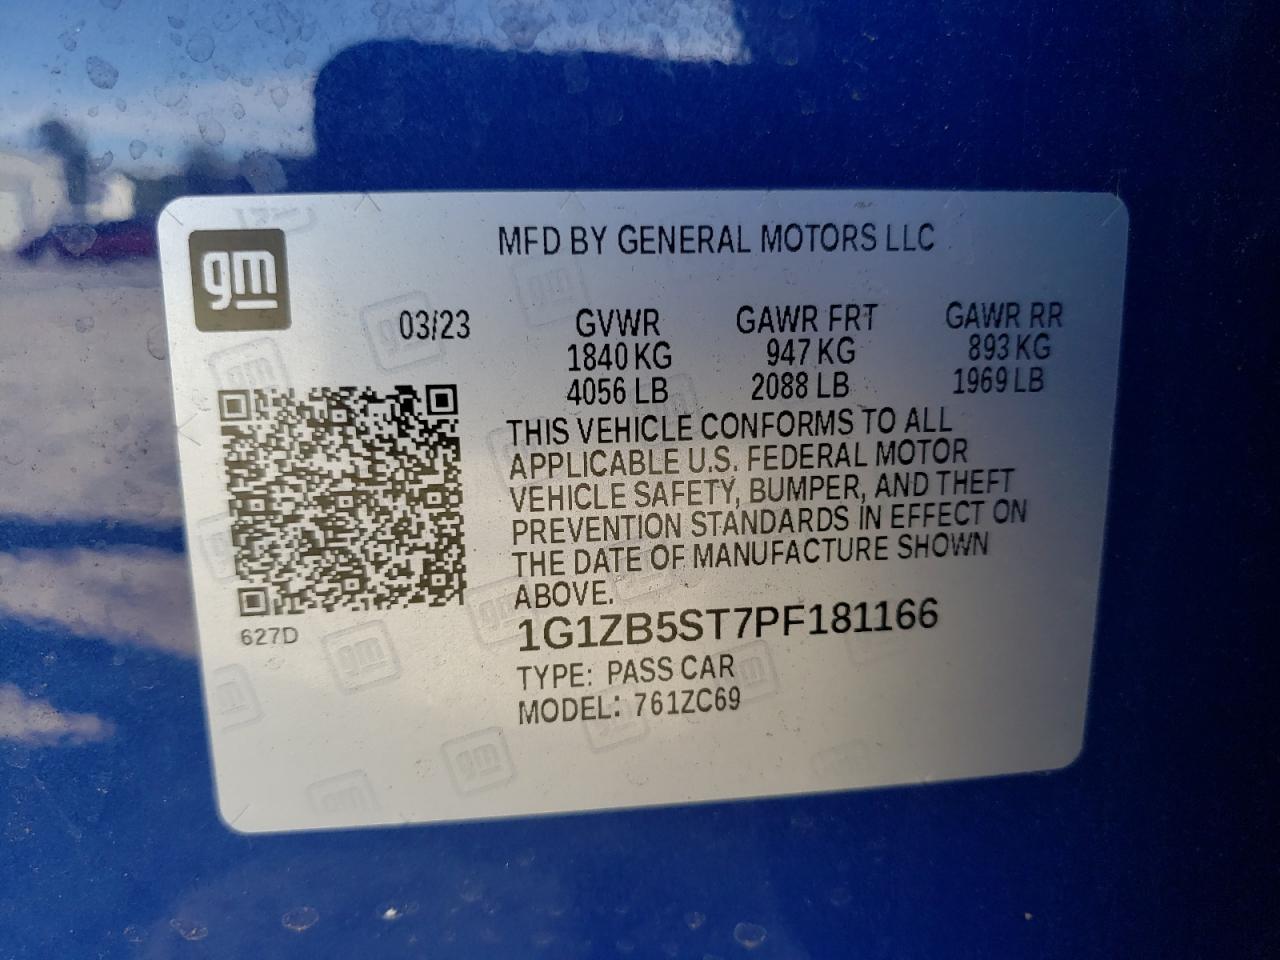 gm
MFD BY GENERAL MOTORS LLC
03/23
GVWR GAWR FRT GAWR RR
1840 KG 947 KG 893 KG
4056 LB 2088 LB 1969 LB
THIS VEHICLE CONFORMS TO ALL
APPLICABLE U.S. FEDERAL MOTOR
VEHICLE SAFETY, BUMPER, AND THEFT
PREVENTION STANDARDS IN EFFECT ON
THE DATE OF MANUFACTURE SHOWN
ABOVE.
627D
1G1ZB5ST7PF181166
TYPE: PASS CAR
MODEL: 761ZC69